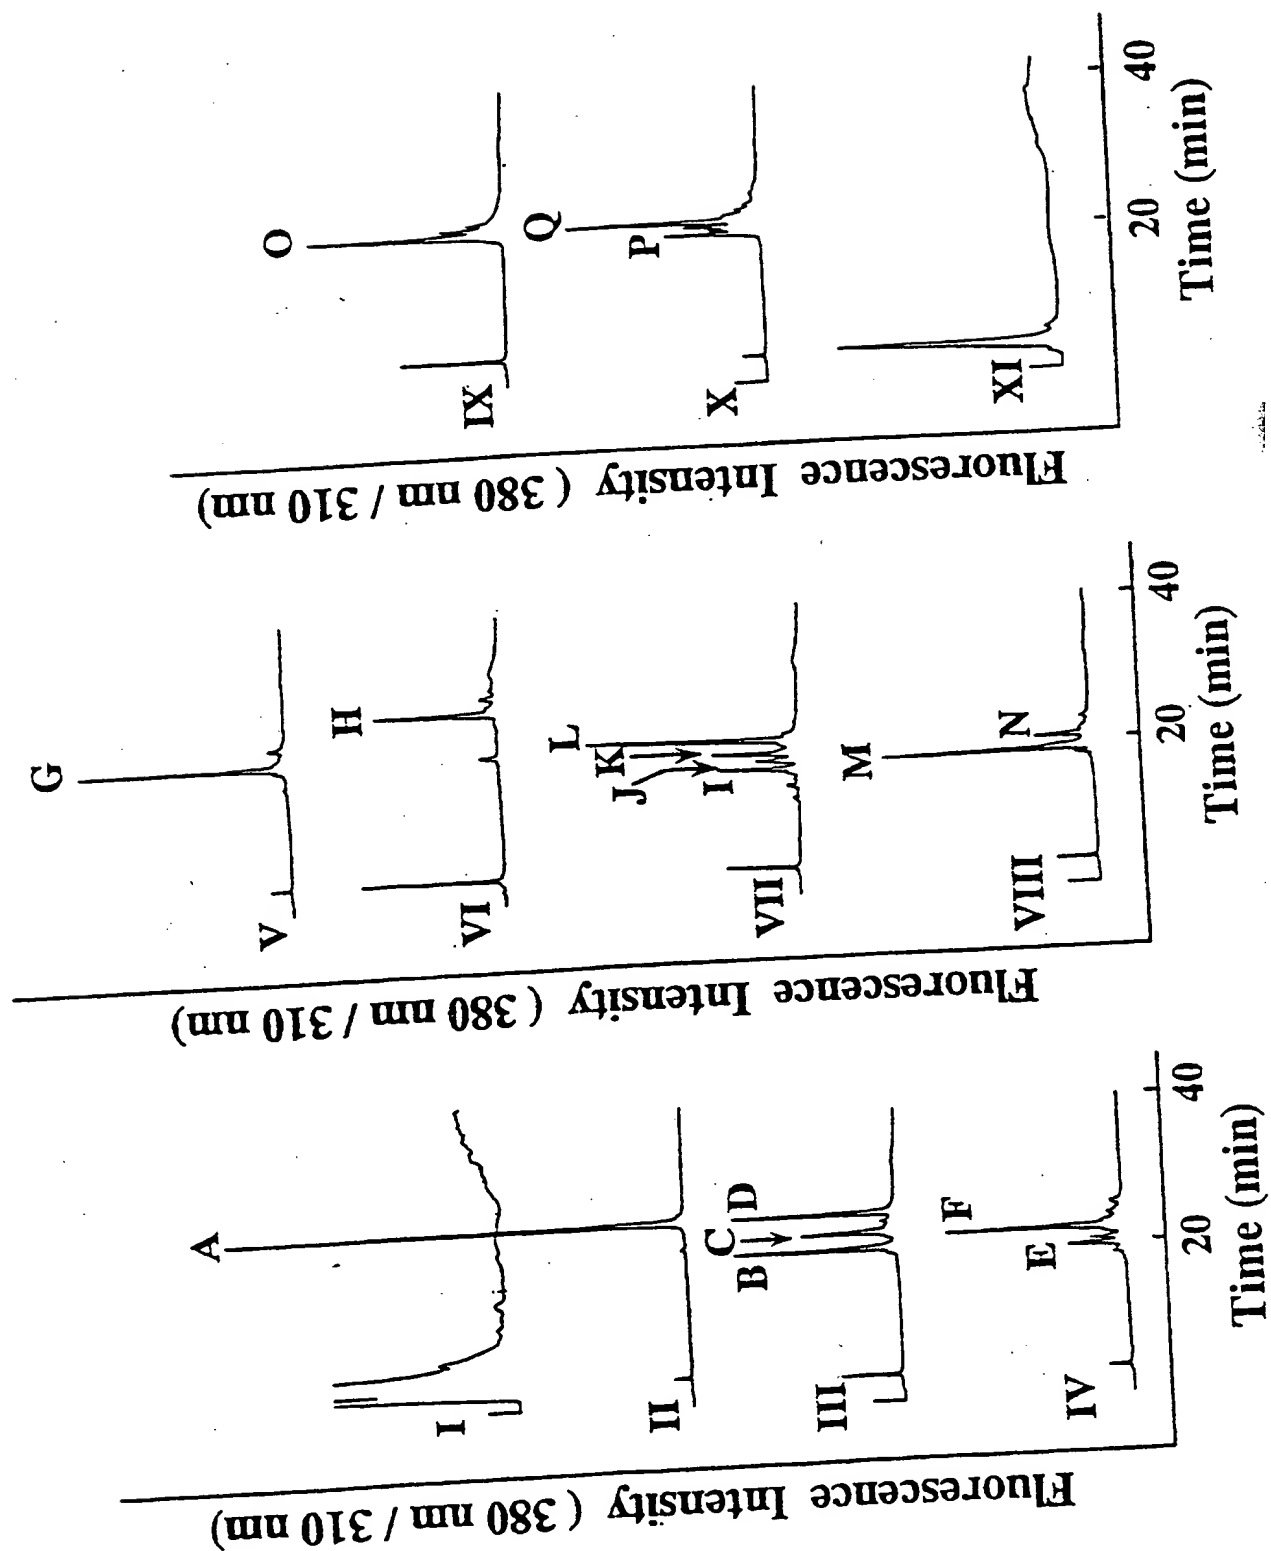 Fluorescence Intensity ( 380 nm / 310 nm)
I
A
II
B
C
D
III
E
F
IV
20
40
Time (min)
Fluorescence Intensity ( 380 nm / 310 nm)
G
V
H
VI
I
J
K
L
VII
M
N
VIII
20
40
Time (min)
Fluorescence Intensity ( 380 nm / 310 nm)
O
IX
P
Q
X
XI
20
40
Time (min)